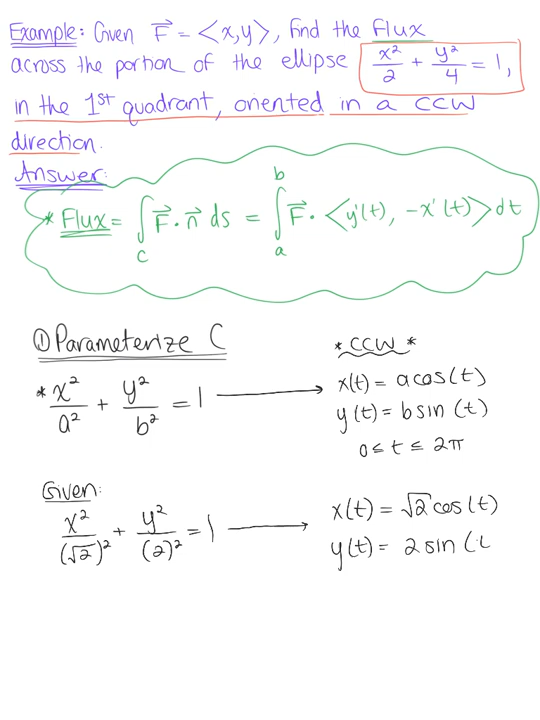 Example: Given F⃗ = <x,y>, find the Flux
across the portion of the ellipse x²/2 + y²/4 = 1,
in the 1st quadrant, oriented in a CCW
direction.
Answer:
* Flux = ∫_C F⃗ · n⃗ ds = ∫_a^b F⃗ · <y'(t), -x'(t)> dt
① Parameterize C
* CCW *
* x²/a² + y²/b² = 1 ⟶ x(t) = a cos(t)
y(t) = b sin(t)
0 ≤ t ≤ 2π
Given:
x²/(√2)² + y²/(2)² = 1 ⟶ x(t) = √2 cos(t)
y(t) = 2 sin(